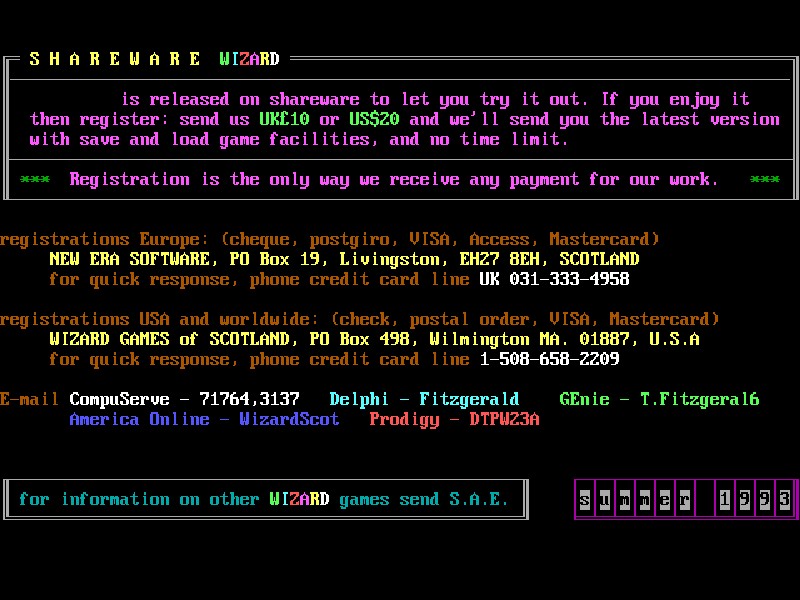 S H A R E W A R E  WIZARD
is released on shareware to let you try it out. If you enjoy it
then register: send us UK£10 or US$20 and we'll send you the latest version
with save and load game facilities, and no time limit.
*** Registration is the only way we receive any payment for our work. ***
registrations Europe: (cheque, postgiro, VISA, Access, Mastercard)
NEW ERA SOFTWARE, PO Box 19, Livingston, EH27 8EH, SCOTLAND
for quick response, phone credit card line UK 031-333-4958
registrations USA and worldwide: (check, postal order, VISA, Mastercard)
WIZARD GAMES of SCOTLAND, PO Box 498, Wilmington MA. 01887, U.S.A
for quick response, phone credit card line 1-508-658-2209
E-mail CompuServe - 71764,3137 Delphi - Fitzgerald GEnie - T.Fitzgeral6
America Online - WizardScot Prodigy - DTPW23A
for information on other WIZARD games send S.A.E.
summer 1993